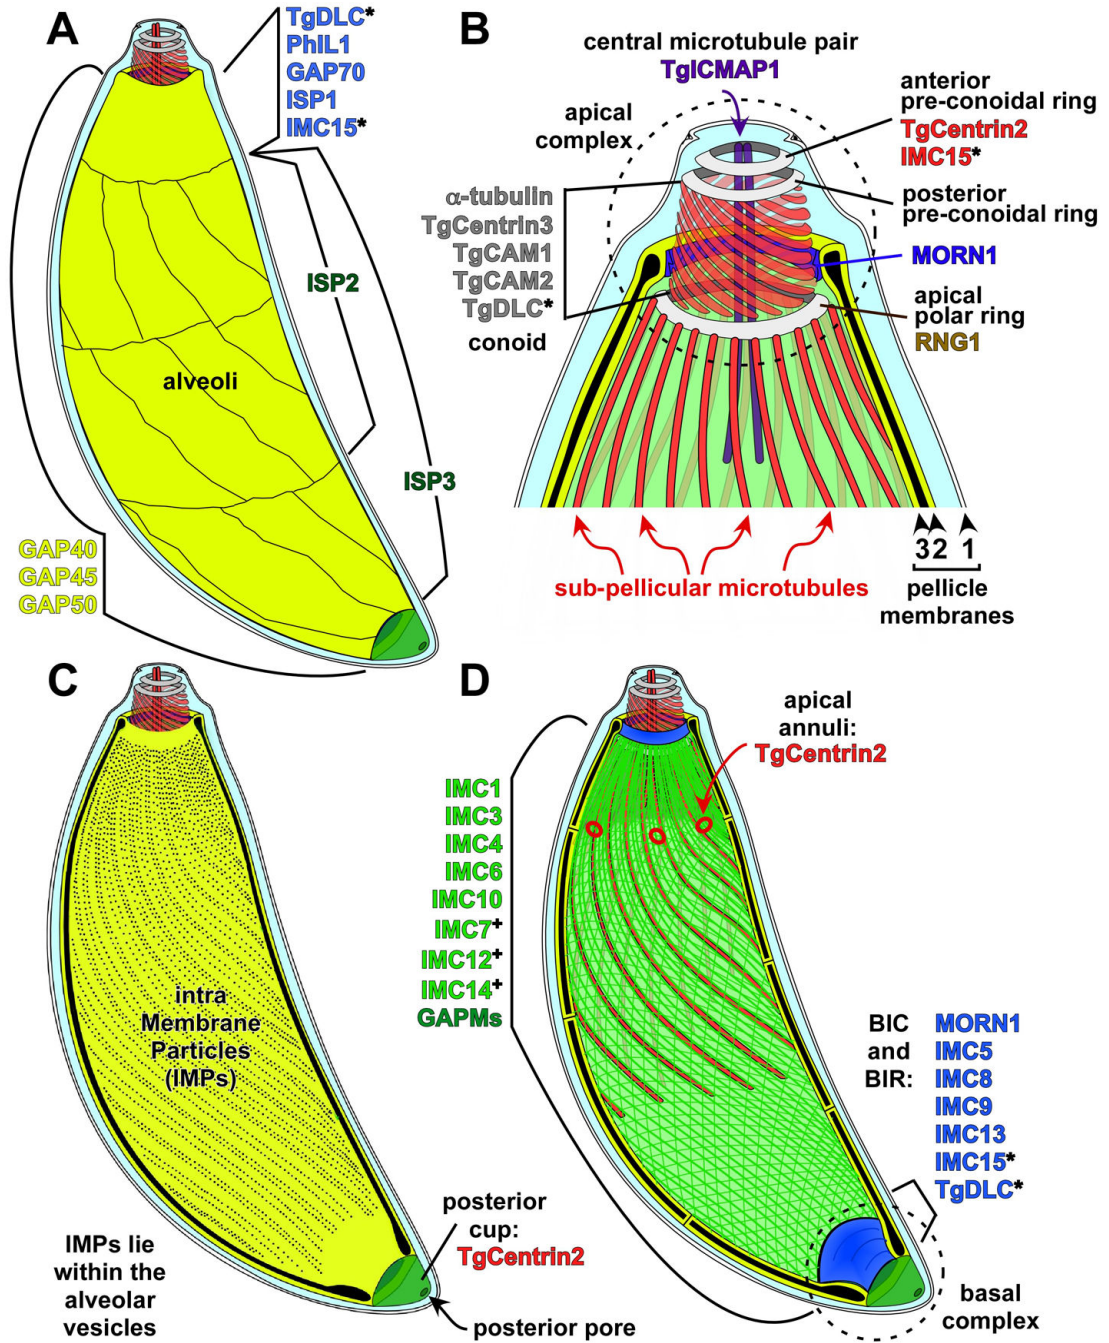 A
TgDLC*
PhIL1
GAP70
ISP1
IMC15*
ISP2
alveoli
ISP3
GAP40
GAP45
GAP50
B
central microtubule pair
TgICMAP1
apical
complex
anterior
pre-conoidal ring
TgCentrin2
IMC15*
posterior
pre-conoidal ring
α-tubulin
TgCentrin3
TgCAM1
TgCAM2
TgDLC*
conoid
MORN1
apical
polar ring
RNG1
sub-pellicular microtubules
32 1
pellicle
membranes
C
intra
Membrane
Particles
(IMPs)
posterior
cup:
TgCentrin2
IMPs lie
within the
alveolar
vesicles
posterior pore
D
apical
annuli:
TgCentrin2
IMC1
IMC3
IMC4
IMC6
IMC10
IMC7+
IMC12+
IMC14+
GAPMs
BIC
and
BIR:
MORN1
IMC5
IMC8
IMC9
IMC13
IMC15*
TgDLC*
basal
complex